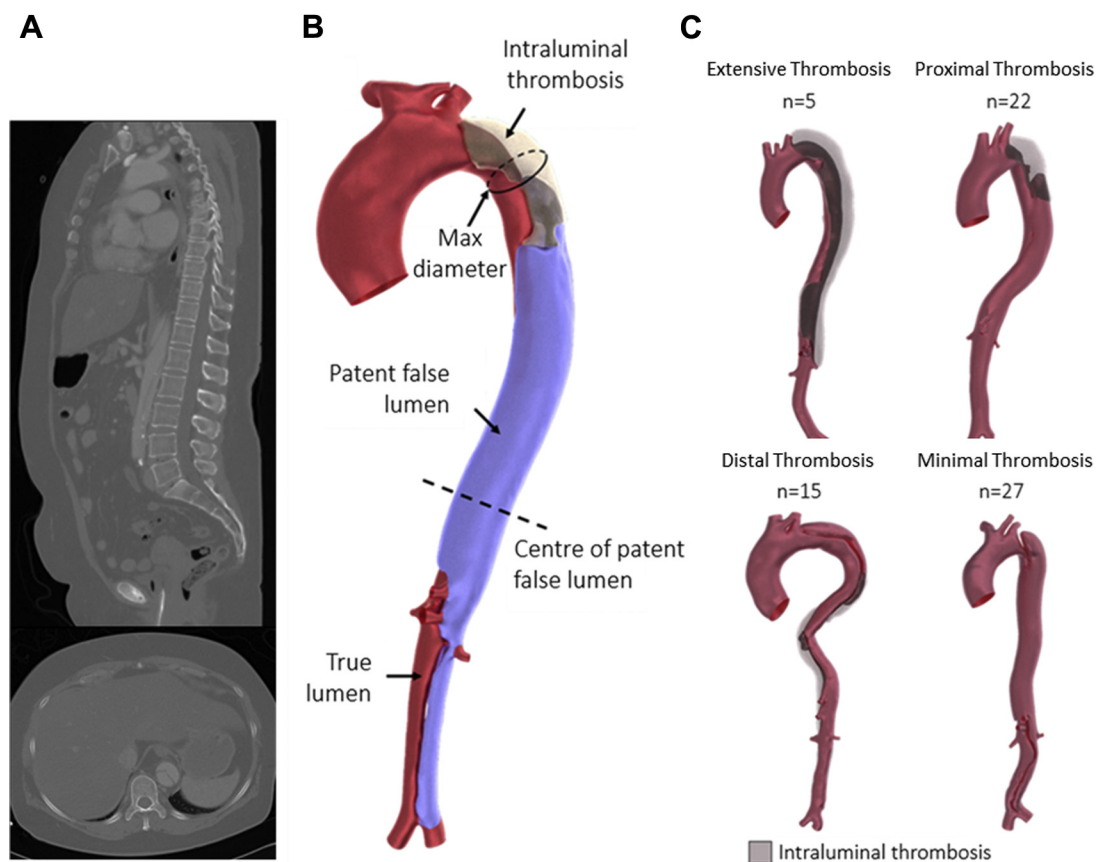 A
B
C
Intraluminal
thrombosis
Max
diameter
Patent false
lumen
Centre of patent
false lumen
True
lumen
Extensive Thrombosis
n=5
Proximal Thrombosis
n=22
Distal Thrombosis
n=15
Minimal Thrombosis
n=27
Intraluminal thrombosis